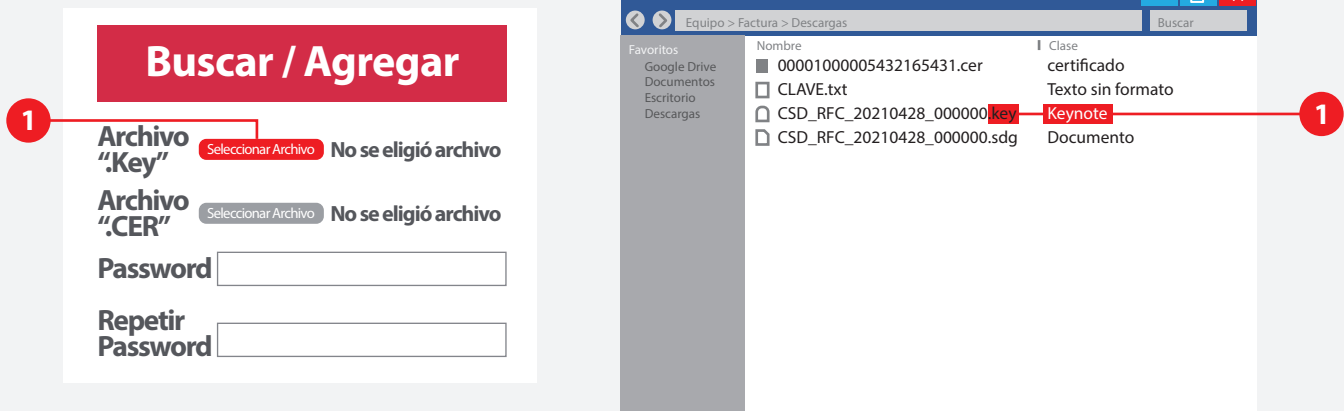 Buscar / Agregar
1
Archivo
“.Key”
Seleccionar Archivo
No se eligió archivo
Archivo
“.CER”
Seleccionar Archivo
No se eligió archivo
Password
Repetir
Password
Equipo > Factura > Descargas
Buscar
Favoritos
Google Drive
Documentos
Escritorio
Descargas
Nombre
Clase
00001000005432165431.cer
certificado
CLAVE.txt
Texto sin formato
CSD_RFC_20210428_000000.key
Keynote
1
CSD_RFC_20210428_000000.sdg
Documento